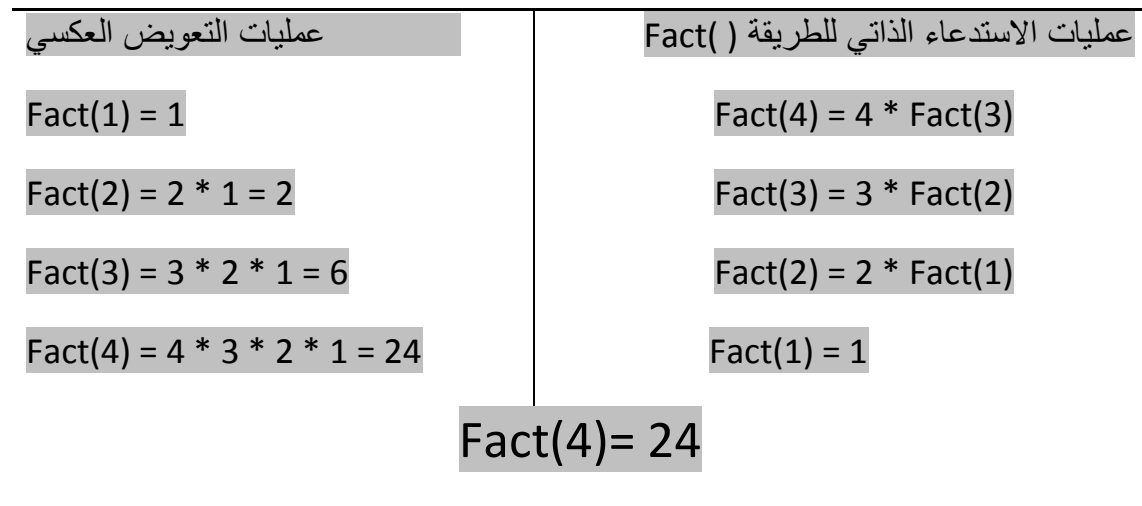 عمليات الاستدعاء الذاتي للطريقة Fact( )
Fact(4) = 4 * Fact(3)
Fact(3) = 3 * Fact(2)
Fact(2) = 2 * Fact(1)
Fact(1) = 1
عمليات التعويض العكسي
Fact(1) = 1
Fact(2) = 2 * 1 = 2
Fact(3) = 3 * 2 * 1 = 6
Fact(4) = 4 * 3 * 2 * 1 = 24
Fact(4)= 24